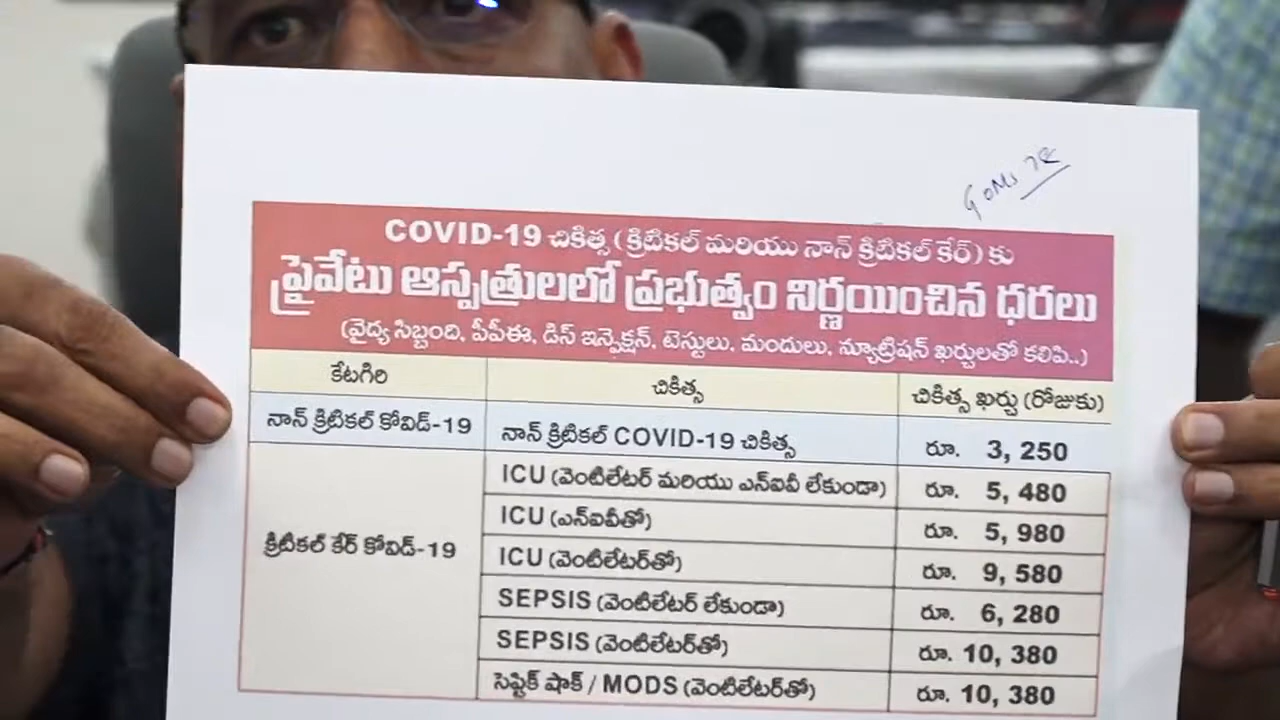 GoMs
COVID-19 చికిత్స (క్రిటికల్ మరియు నాన్ క్రిటికల్ కేర్) కు
ప్రైవేటు ఆస్పత్రులలో ప్రభుత్వం నిర్ణయించిన ధరలు
(వైద్య సిబ్బంది, పీపీఈ, డిస్ ఇన్ఫెక్షన్, టెస్టులు, మందులు, న్యూట్రిషన్ ఖర్చులతో కలిపి..)
కేటగిరి చికిత్స చికిత్స ఖర్చు (రోజుకు)
నాన్ క్రిటికల్ కోవిడ్-19 నాన్ క్రిటికల్ COVID-19 చికిత్స రూ. 3, 250
క్రిటికల్ కేర్ కోవిడ్-19
ICU (వెంటిలేటర్ మరియు ఎన్ఐవీ లేకుండా) రూ. 5, 480
ICU (ఎన్ఐవీతో) రూ. 5, 980
ICU (వెంటిలేటర్‌తో) రూ. 9, 580
SEPSIS (వెంటిలేటర్ లేకుండా) రూ. 6, 280
SEPSIS (వెంటిలేటర్‌తో) రూ. 10, 380
సెప్టిక్ షాక్ / MODS (వెంటిలేటర్‌తో) రూ. 10, 380